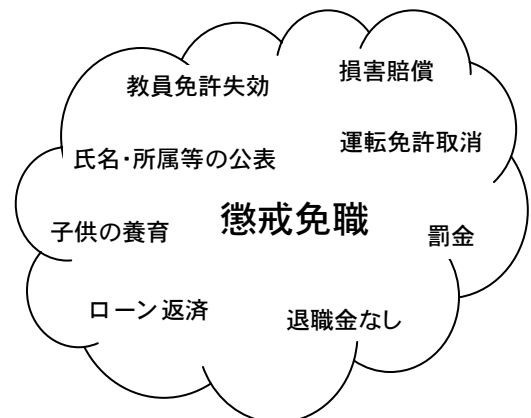 教員免許失効
損害賠償
運転免許取消
氏名・所属等の公表
懲戒免職
子供の養育
罰金
ローン返済
退職金なし